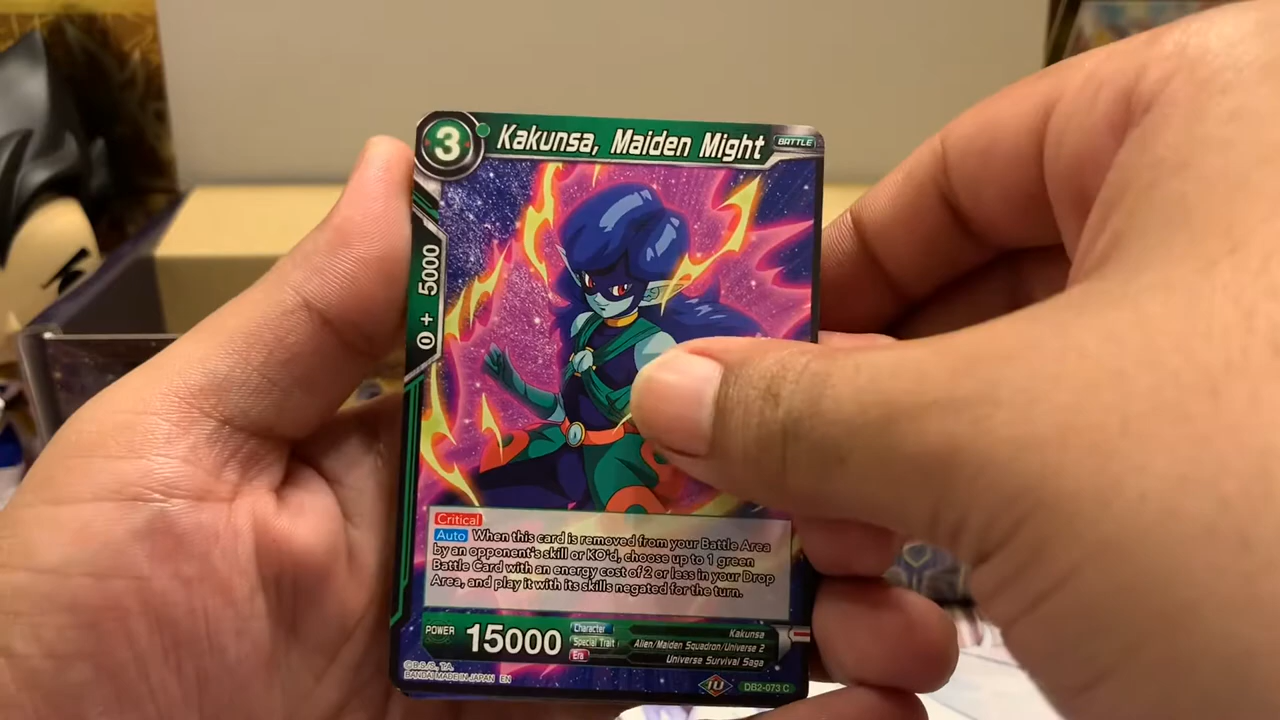 3 Kakunsa, Maiden Might BATTLE
0 + 5000
Critical
Auto When this card is removed from your Battle Area
by an opponent's skill or KO'd, choose up to 1 green
Battle Card with an energy cost of 2 or less in your Drop
Area, and play it with its skills negated for the turn.
POWER 15000
Character Kakunsa
Special Trait Alien/Maiden Squadron/Universe 2
Era Universe Survival Saga
©B.S./S., T.A.
BANDAI MADE IN JAPAN EN
IU DB2-073 C